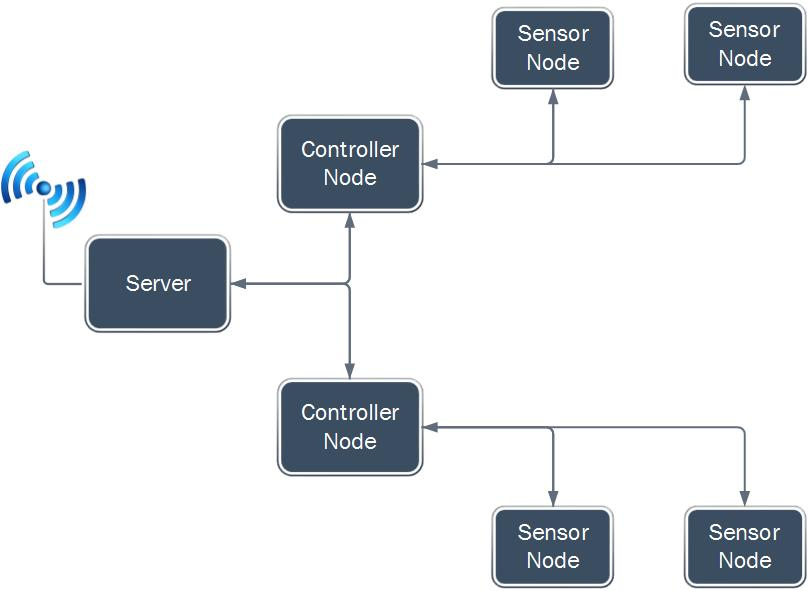 Sensor
Node
Sensor
Node
Controller
Node
Server
Controller
Node
Sensor
Node
Sensor
Node